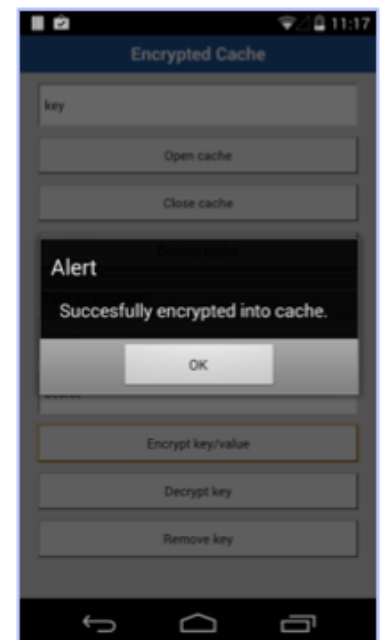 11:17
Encrypted Cache
key
Open cache
Close cache
Alert
Succesfully encrypted into cache.
OK
Encrypt key/value
Decrypt key
Remove key